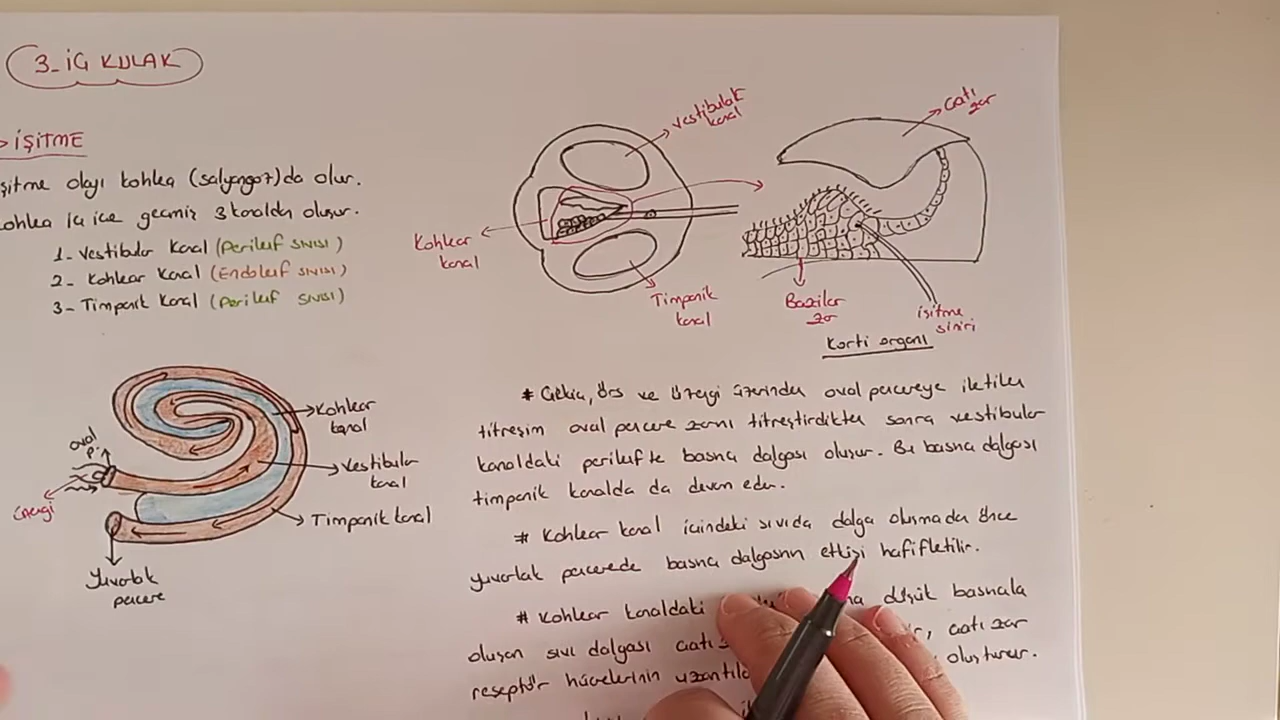 3- İÇ KULAK
İŞİTME
şitme olayı kohlea (salyangoz)da olur.
ohlea iç içe geçmiş 3 kanaldan oluşur.
1- Vestibular Kanal (Perilenf sıvısı)
2- Kohlear Kanal (Endolenf sıvısı)
3- Timpanik Kanal (Perilenf sıvısı)
Vestibular kanal
Kohlear kanal
Timpanik kanal
Çatı zar
Baziler zar
işitme siniri
Korti organı
oval p.
Üzengi
Kohlear kanal
Vestibular kanal
Timpanik kanal
Yuvarlak pencere
* Çekiç, Örs ve Üzengi üzerinden oval pencereye iletilen
titreşim oval pencere zarını titreştirdikten sonra vestibular
kanaldaki perilenfte basınç dalgası oluşur. Bu basınç dalgası
timpanik kanalda da devam eder.
* Kohlear kanal içindeki sıvıda dalga oluşmadan önce
yuvarlak pencerede basınç dalgasının etkisi hafifletilir.
* Kohlear kanaldaki düşük basınçla
oluşan sıvı dalgası çatı zar
reseptör hücrelerinin oluşturur.